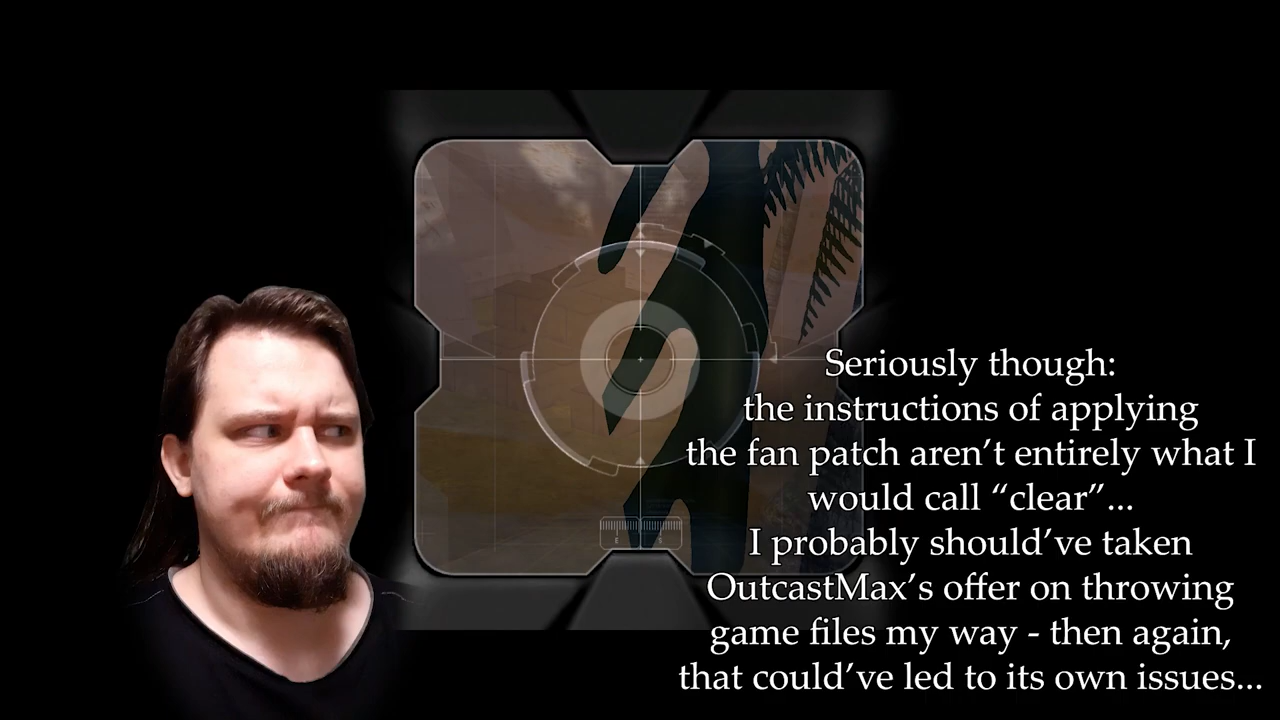 Seriously though:
the instructions of applying
the fan patch aren’t entirely what I
would call “clear”...
I probably should’ve taken
OutcastMax’s offer on throwing
game files my way - then again,
that could’ve led to its own issues...